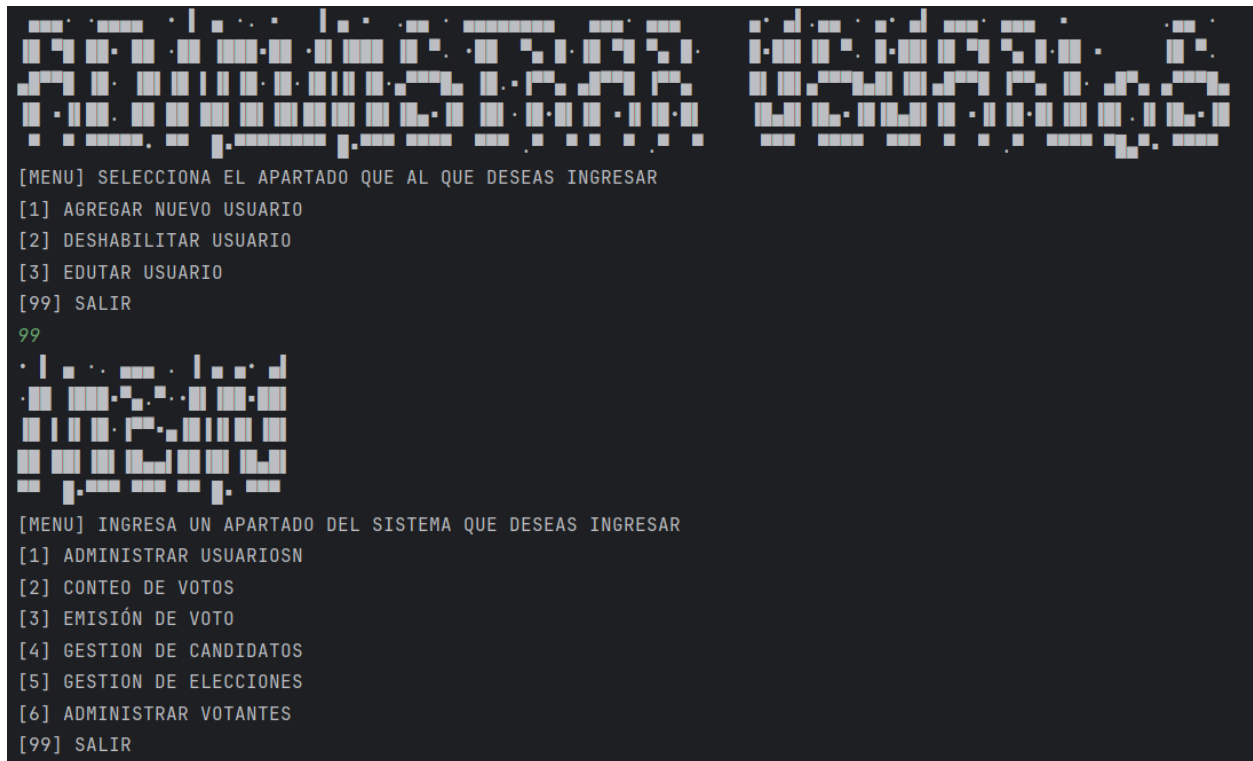 [MENU] SELECCIONA EL APARTADO QUE AL QUE DESEAS INGRESAR
[1] AGREGAR NUEVO USUARIO
[2] DESHABILITAR USUARIO
[3] EDUTAR USUARIO
[99] SALIR
99
[MENU] INGRESA UN APARTADO DEL SISTEMA QUE DESEAS INGRESAR
[1] ADMINISTRAR USUARIOSN
[2] CONTEO DE VOTOS
[3] EMISIÓN DE VOTO
[4] GESTION DE CANDIDATOS
[5] GESTION DE ELECCIONES
[6] ADMINISTRAR VOTANTES
[99] SALIR